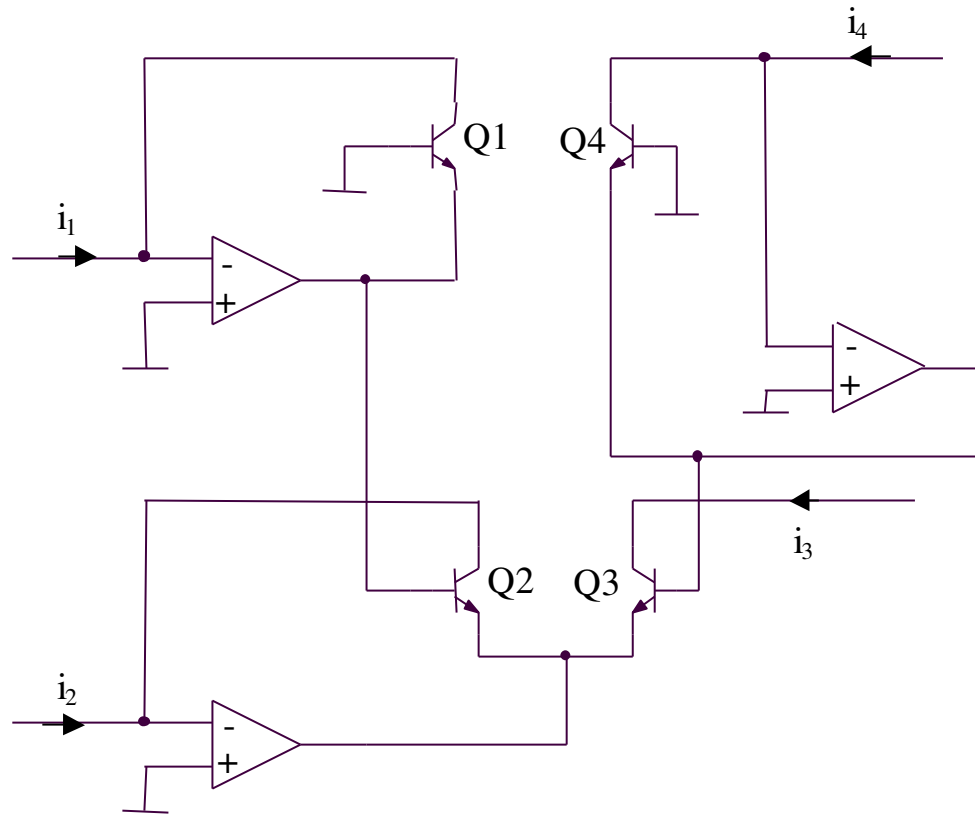 i₄
Q1
Q4
i₁
-
+
-
+
i₃
Q2
Q3
i₂
-
+